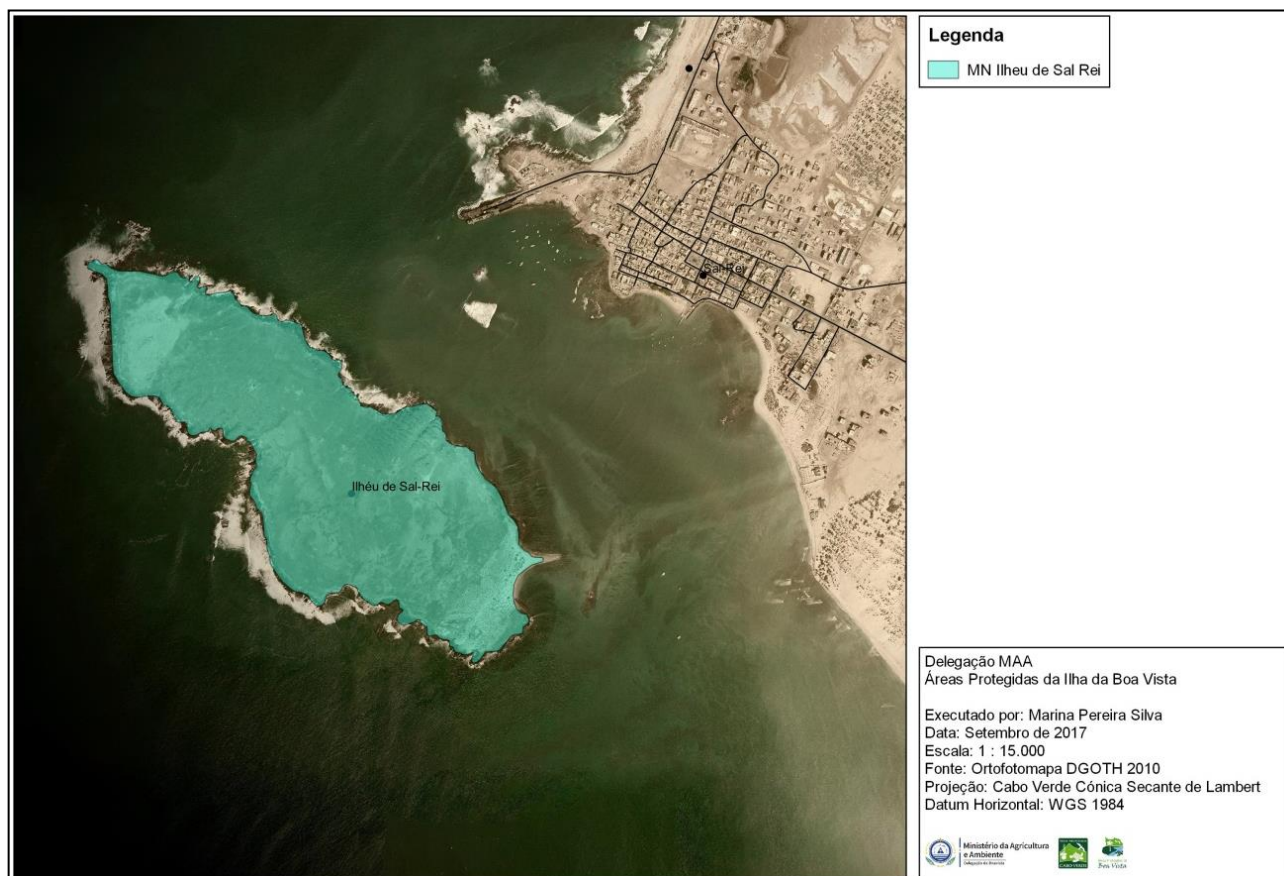 Legenda
MN Ilheu de Sal Rei
Sal-Rei
Ilhéu de Sal-Rei
Delegação MAA
Áreas Protegidas da Ilha da Boa Vista
Executado por: Marina Pereira Silva
Data: Setembro de 2017
Escala: 1 : 15.000
Fonte: Ortofotomapa DGOTH 2010
Projeção: Cabo Verde Cónica Secante de Lambert
Datum Horizontal: WGS 1984
Ministério da Agricultura
e Ambiente
CABO VERDE
Boa Vista